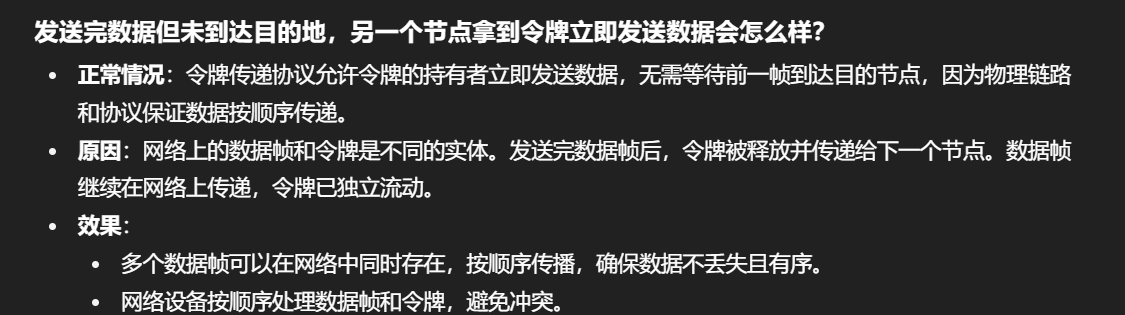 发送完数据但未到达目的地，另一个节点拿到令牌立即发送数据会怎么样？
• 正常情况：令牌传递协议允许令牌的持有者立即发送数据，无需等待前一帧到达目的节点，因为物理链路
和协议保证数据按顺序传递。
• 原因：网络上的数据帧和令牌是不同的实体。发送完数据帧后，令牌被释放并传递给下一个节点。数据帧
继续在网络上传递，令牌已独立流动。
• 效果：
• 多个数据帧可以在网络中同时存在，按顺序传播，确保数据不丢失且有序。
• 网络设备按顺序处理数据帧和令牌，避免冲突。